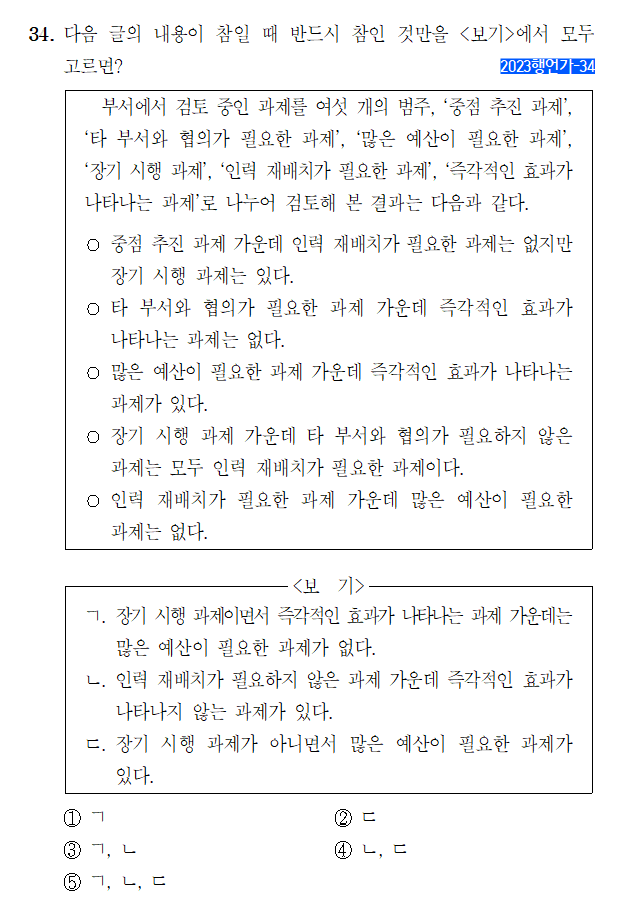 34. 다음 글의 내용이 참일 때 반드시 참인 것만을 <보기>에서 모두
고르면?
2023행언가-34
부서에서 검토 중인 과제를 여섯 개의 범주, ‘중점 추진 과제’,
‘타 부서와 협의가 필요한 과제’, ‘많은 예산이 필요한 과제’,
‘장기 시행 과제’, ‘인력 재배치가 필요한 과제’, ‘즉각적인 효과가
나타나는 과제’로 나누어 검토해 본 결과는 다음과 같다.
○ 중점 추진 과제 가운데 인력 재배치가 필요한 과제는 없지만
장기 시행 과제는 있다.
○ 타 부서와 협의가 필요한 과제 가운데 즉각적인 효과가
나타나는 과제는 없다.
○ 많은 예산이 필요한 과제 가운데 즉각적인 효과가 나타나는
과제가 있다.
○ 장기 시행 과제 가운데 타 부서와 협의가 필요하지 않은
과제는 모두 인력 재배치가 필요한 과제이다.
○ 인력 재배치가 필요한 과제 가운데 많은 예산이 필요한
과제는 없다.
<보 기>
ㄱ. 장기 시행 과제이면서 즉각적인 효과가 나타나는 과제 가운데는
많은 예산이 필요한 과제가 없다.
ㄴ. 인력 재배치가 필요하지 않은 과제 가운데 즉각적인 효과가
나타나지 않는 과제가 있다.
ㄷ. 장기 시행 과제가 아니면서 많은 예산이 필요한 과제가
있다.
① ㄱ
② ㄷ
③ ㄱ, ㄴ
④ ㄴ, ㄷ
⑤ ㄱ, ㄴ, ㄷ